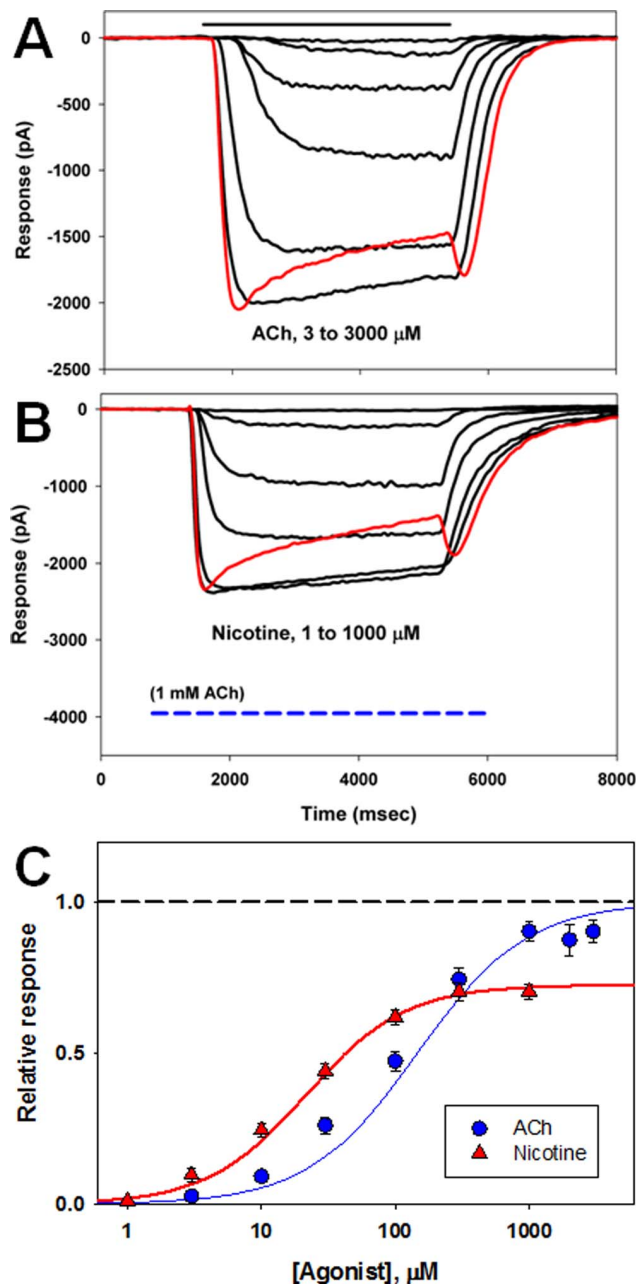 A
0
-500
-1000
-1500
-2000
-2500
Response (pA)
ACh, 3 to 3000 μM
B
0
-1000
-2000
-3000
-4000
Response (pA)
Nicotine, 1 to 1000 μM
(1 mM ACh)
0 2000 4000 6000 8000
Time (msec)
C
1.0
0.5
0.0
Relative response
ACh
Nicotine
1 10 100 1000
[Agonist], μM